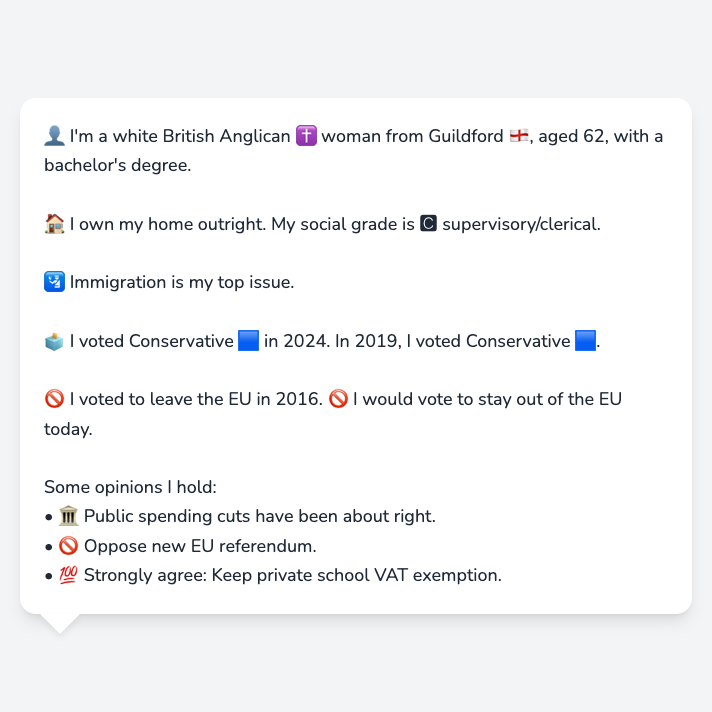 👤 I'm a white British Anglican ✝️ woman from Guildford 🏴󠁧󠁢󠁥󠁮󠁧󠁿, aged 62, with a
bachelor's degree.
🏠 I own my home outright. My social grade is 🅲 supervisory/clerical.
🛂 Immigration is my top issue.
🗳️ I voted Conservative 🟦 in 2024. In 2019, I voted Conservative 🟦.
🚫 I voted to leave the EU in 2016. 🚫 I would vote to stay out of the EU
today.
Some opinions I hold:
• 🏛️ Public spending cuts have been about right.
• 🚫 Oppose new EU referendum.
• 💯 Strongly agree: Keep private school VAT exemption.